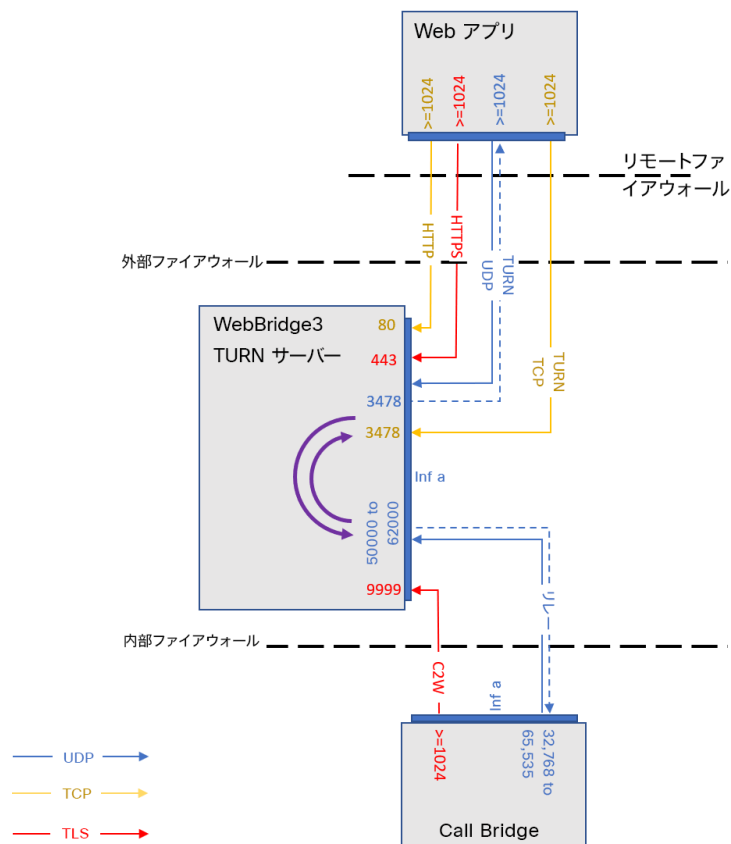 Web アプリ
>=1024
>=1024
>=1024
>=1024
リモートファ
イアウォール
HTTP
HTTPS
TURN
UDP
TURN
TCP
外部ファイアウォール
WebBridge3
TURN サーバー
80
443
3478
3478
Inf a
50000 to
62000
9999
リレー
内部ファイアウォール
C2W
Inf a
>=1024
32,768 to
65,535
Call Bridge
UDP
TCP
TLS